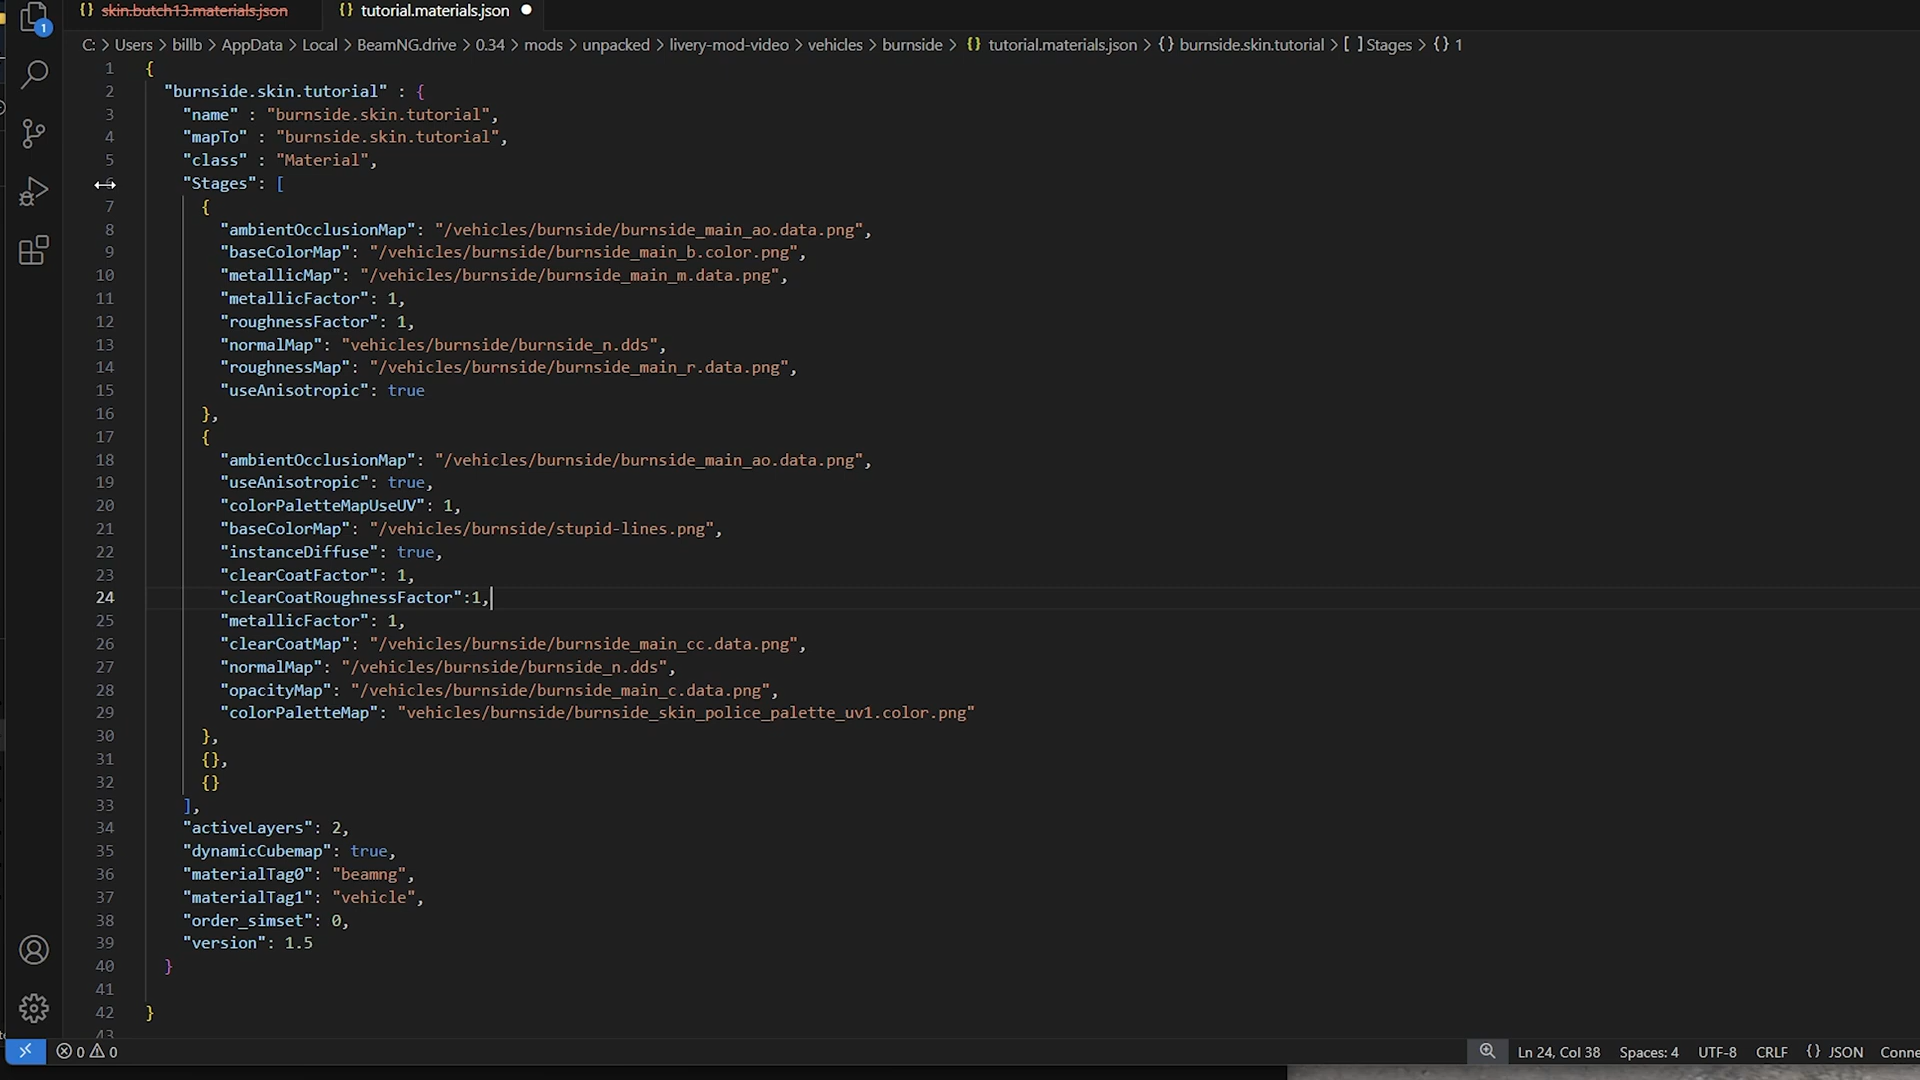 skin.butch13.materials.json
tutorial.materials.json
1
C: > Users > billb > AppData > Local > BeamNG.drive > 0.34 > mods > unpacked > livery-mod-video > vehicles > burnside > {} tutorial.materials.json > {} burnside.skin.tutorial > [ ] Stages > {} 1
1 {
2 "burnside.skin.tutorial" : {
3 "name" : "burnside.skin.tutorial",
4 "mapTo" : "burnside.skin.tutorial",
5 "class" : "Material",
"Stages": [
7 {
8 "ambientOcclusionMap": "/vehicles/burnside/burnside_main_ao.data.png",
9 "baseColorMap": "/vehicles/burnside/burnside_main_b.color.png",
10 "metallicMap": "/vehicles/burnside/burnside_main_m.data.png",
11 "metallicFactor": 1,
12 "roughnessFactor": 1,
13 "normalMap": "vehicles/burnside/burnside_n.dds",
14 "roughnessMap": "/vehicles/burnside/burnside_main_r.data.png",
15 "useAnisotropic": true
16 },
17 {
18 "ambientOcclusionMap": "/vehicles/burnside/burnside_main_ao.data.png",
19 "useAnisotropic": true,
20 "colorPaletteMapUseUV": 1,
21 "baseColorMap": "/vehicles/burnside/stupid-lines.png",
22 "instanceDiffuse": true,
23 "clearCoatFactor": 1,
24 "clearCoatRoughnessFactor":1,
25 "metallicFactor": 1,
26 "clearCoatMap": "/vehicles/burnside/burnside_main_cc.data.png",
27 "normalMap": "/vehicles/burnside/burnside_n.dds",
28 "opacityMap": "/vehicles/burnside/burnside_main_c.data.png",
29 "colorPaletteMap": "vehicles/burnside/burnside_skin_police_palette_uv1.color.png"
30 },
31 {},
32 {}
33 ],
34 "activeLayers": 2,
35 "dynamicCubemap": true,
36 "materialTag0": "beamng",
37 "materialTag1": "vehicle",
38 "order_simset": 0,
39 "version": 1.5
40 }
41
42 }
43
0 0 Ln 24, Col 38 Spaces: 4 UTF-8 CRLF {} JSON